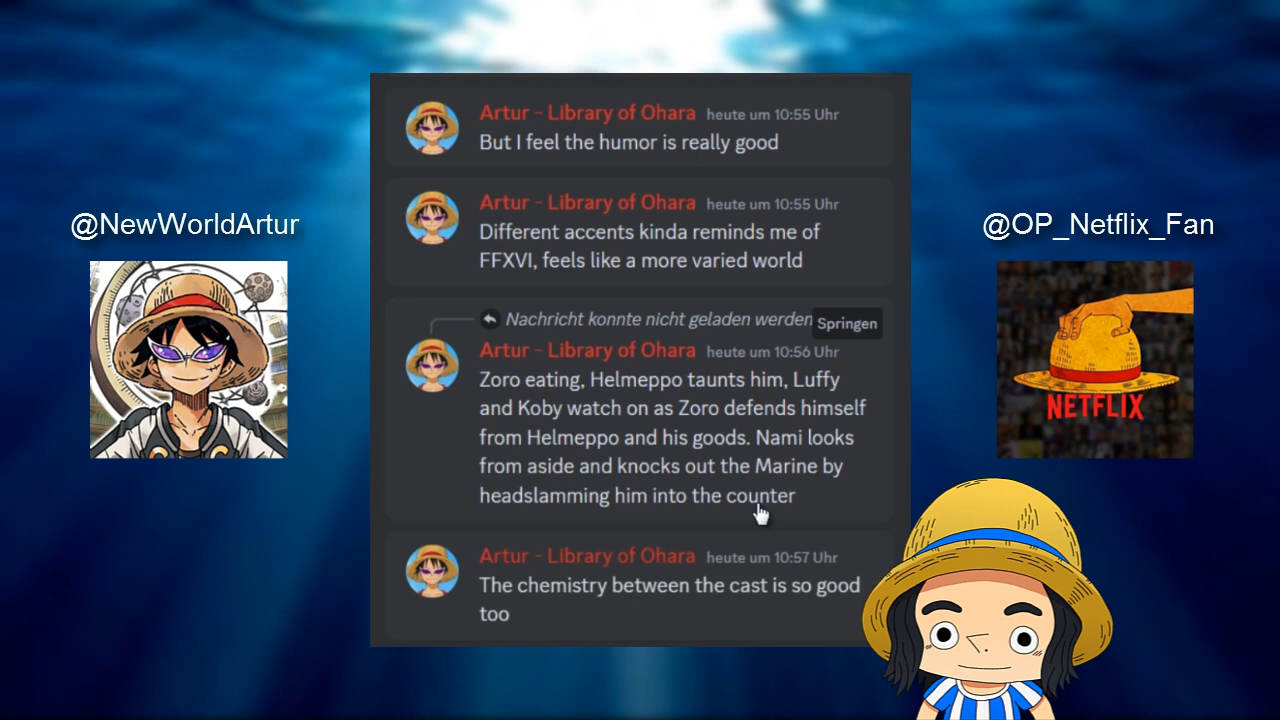 @NewWorldArtur
Artur - Library of Ohara heute um 10:55 Uhr
But I feel the humor is really good
Artur - Library of Ohara heute um 10:55 Uhr
Different accents kinda reminds me of
FFXVI, feels like a more varied world
Nachricht konnte nicht geladen werden Springen
Artur - Library of Ohara heute um 10:56 Uhr
Zoro eating, Helmeppo taunts him, Luffy
and Koby watch on as Zoro defends himself
from Helmeppo and his goods. Nami looks
from aside and knocks out the Marine by
headslamming him into the counter
Artur - Library of Ohara heute um 10:57 Uhr
The chemistry between the cast is so good
too
@OP_Netflix_Fan
NETFLIX